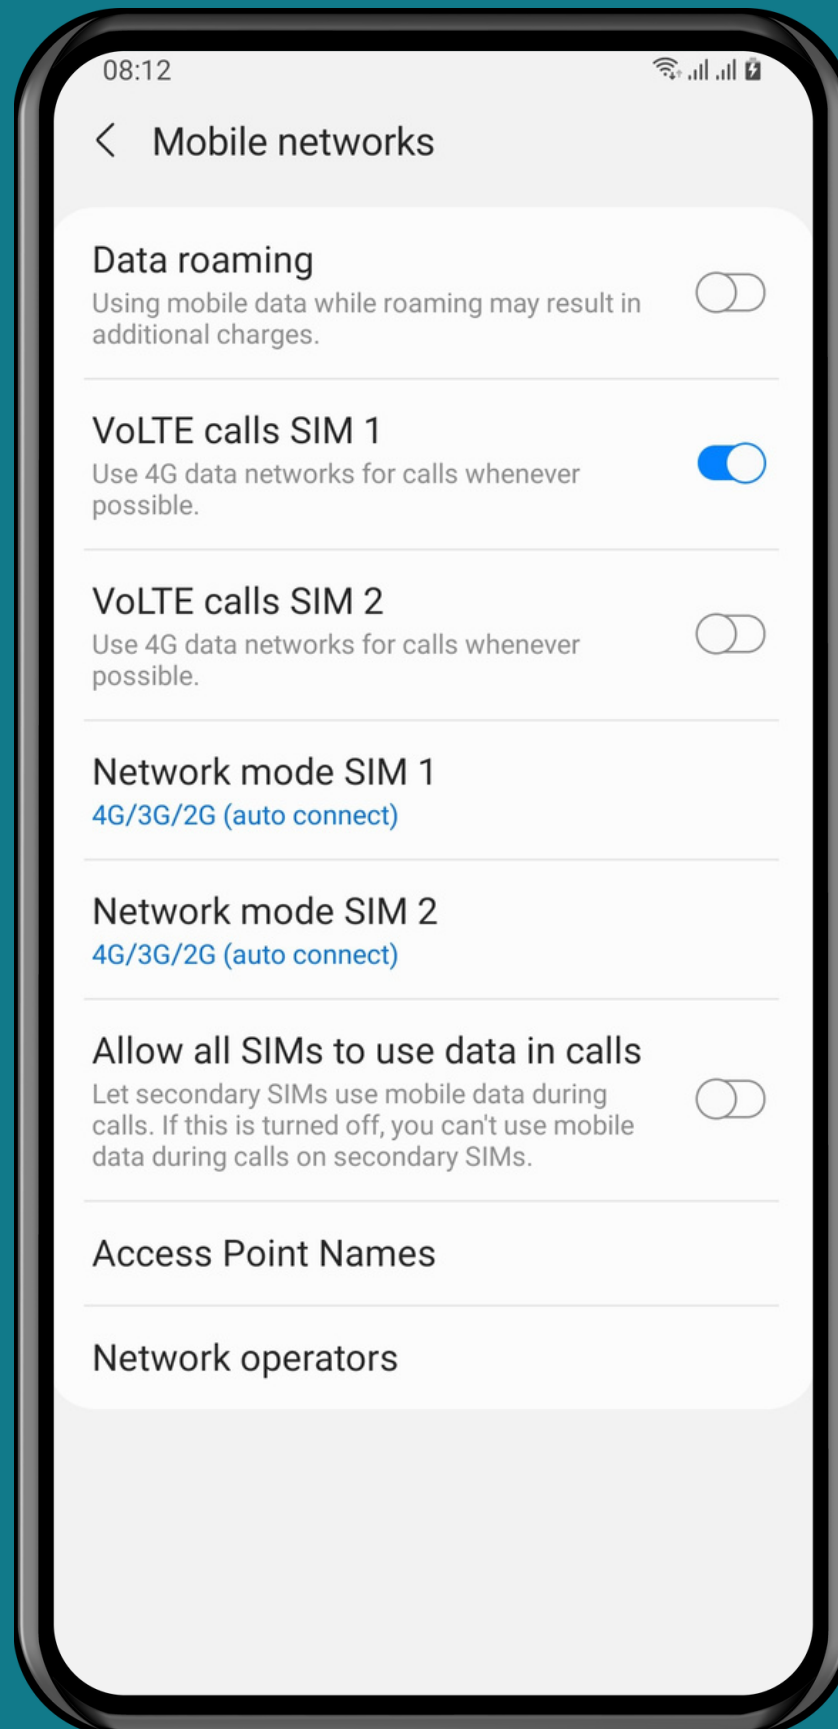 08:12
Mobile networks
Data roaming
Using mobile data while roaming may result in
additional charges.
VoLTE calls SIM 1
Use 4G data networks for calls whenever
possible.
VoLTE calls SIM 2
Use 4G data networks for calls whenever
possible.
Network mode SIM 1
4G/3G/2G (auto connect)
Network mode SIM 2
4G/3G/2G (auto connect)
Allow all SIMs to use data in calls
Let secondary SIMs use mobile data during
calls. If this is turned off, you can't use mobile
data during calls on secondary SIMs.
Access Point Names
Network operators